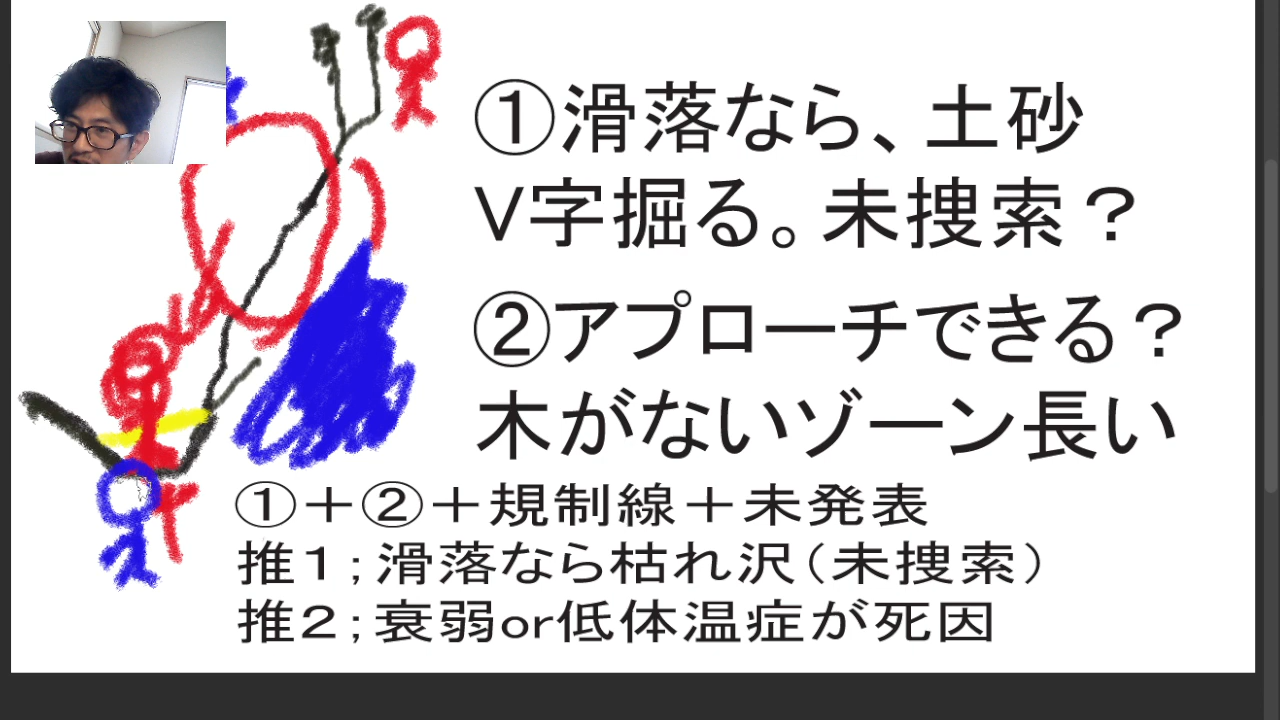 ①滑落なら、土砂
V字掘る。未捜索？
②アプローチできる？
木がないゾーン長い
①＋②＋規制線＋未発表
推１；滑落なら枯れ沢（未捜索）
推２；衰弱or低体温症が死因